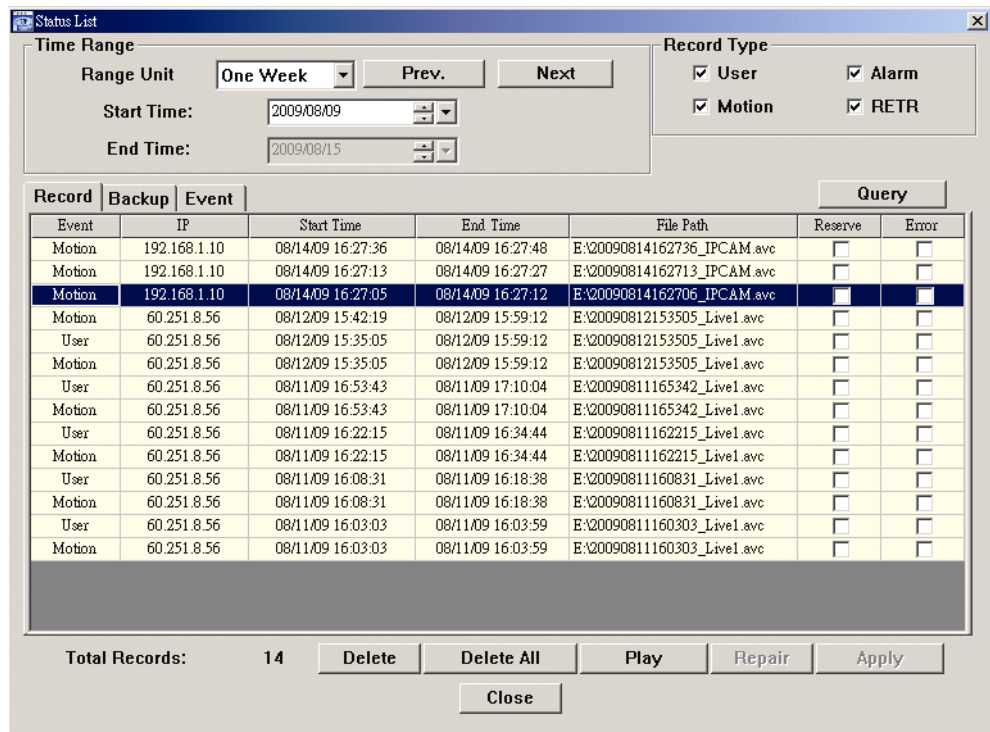 Status List
Time Range
Record Type
Range Unit One Week Prev. Next
User Alarm
Start Time: 2009/08/09
Motion RETR
End Time: 2009/08/15
Record Backup Event Query
Event IP Start Time End Time File Path Reserve Error
Motion 192.168.1.10 08/14/09 16:27:36 08/14/09 16:27:48 E:\20090814162736_IPCAM.avc
Motion 192.168.1.10 08/14/09 16:27:13 08/14/09 16:27:27 E:\20090814162713_IPCAM.avc
Motion 192.168.1.10 08/14/09 16:27:05 08/14/09 16:27:12 E:\20090814162706_IPCAM.avc
Motion 60.251.8.56 08/12/09 15:42:19 08/12/09 15:59:12 E:\20090812153505_Live1.avc
User 60.251.8.56 08/12/09 15:35:05 08/12/09 15:59:12 E:\20090812153505_Live1.avc
Motion 60.251.8.56 08/12/09 15:35:05 08/12/09 15:59:12 E:\20090812153505_Live1.avc
User 60.251.8.56 08/11/09 16:53:43 08/11/09 17:10:04 E:\20090811165342_Live1.avc
Motion 60.251.8.56 08/11/09 16:53:43 08/11/09 17:10:04 E:\20090811165342_Live1.avc
User 60.251.8.56 08/11/09 16:22:15 08/11/09 16:34:44 E:\20090811162215_Live1.avc
Motion 60.251.8.56 08/11/09 16:22:15 08/11/09 16:34:44 E:\20090811162215_Live1.avc
User 60.251.8.56 08/11/09 16:08:31 08/11/09 16:18:38 E:\20090811160831_Live1.avc
Motion 60.251.8.56 08/11/09 16:08:31 08/11/09 16:18:38 E:\20090811160831_Live1.avc
User 60.251.8.56 08/11/09 16:03:03 08/11/09 16:03:59 E:\20090811160303_Live1.avc
Motion 60.251.8.56 08/11/09 16:03:03 08/11/09 16:03:59 E:\20090811160303_Live1.avc
Total Records: 14 Delete Delete All Play Repair Apply
Close